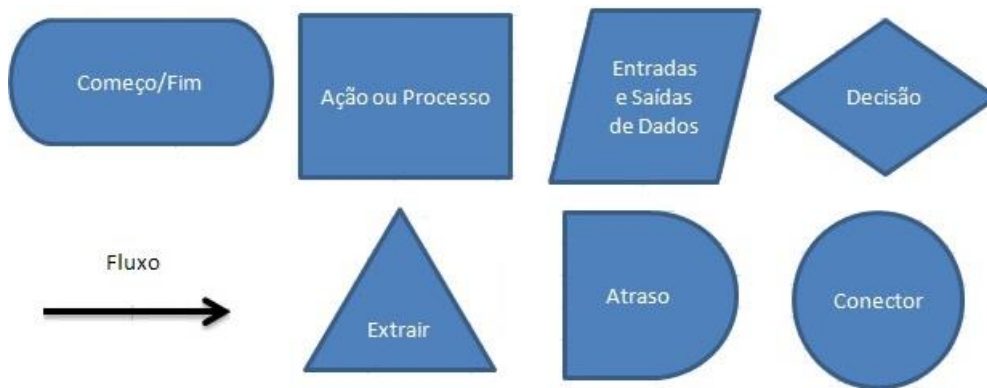 Começo/Fim
Ação ou Processo
Entradas
e Saídas
de Dados
Decisão
Fluxo
Extrair
Atraso
Conector